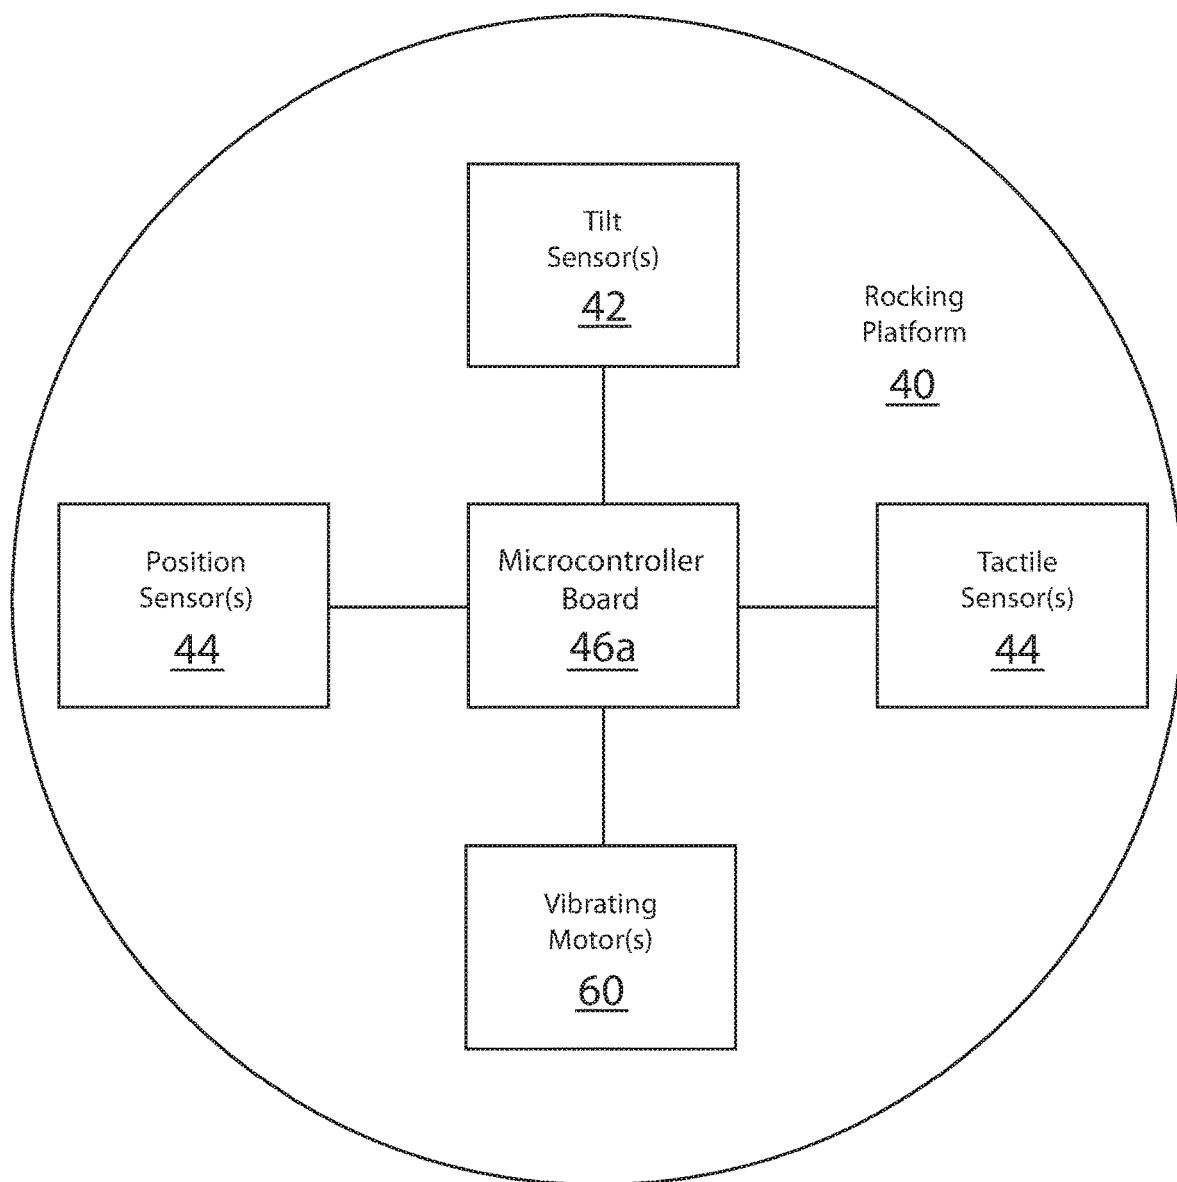 Tilt
Sensor(s)
42
Rocking
Platform
40
Position
Sensor(s)
44
Microcontroller
Board
46a
Tactile
Sensor(s)
44
Vibrating
Motor(s)
60